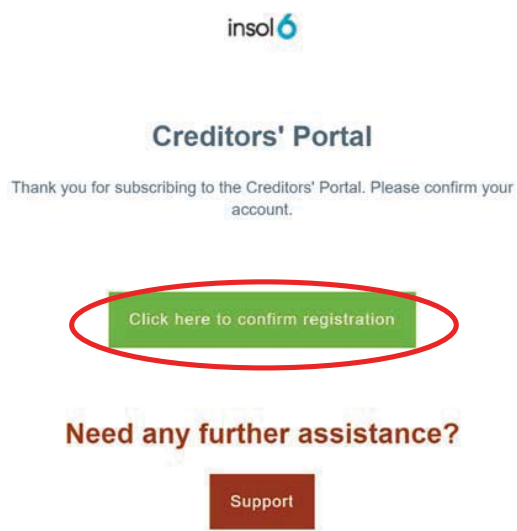 insol6
Creditors' Portal
Thank you for subscribing to the Creditors' Portal. Please confirm your
account.
Click here to confirm registration
Need any further assistance?
Support